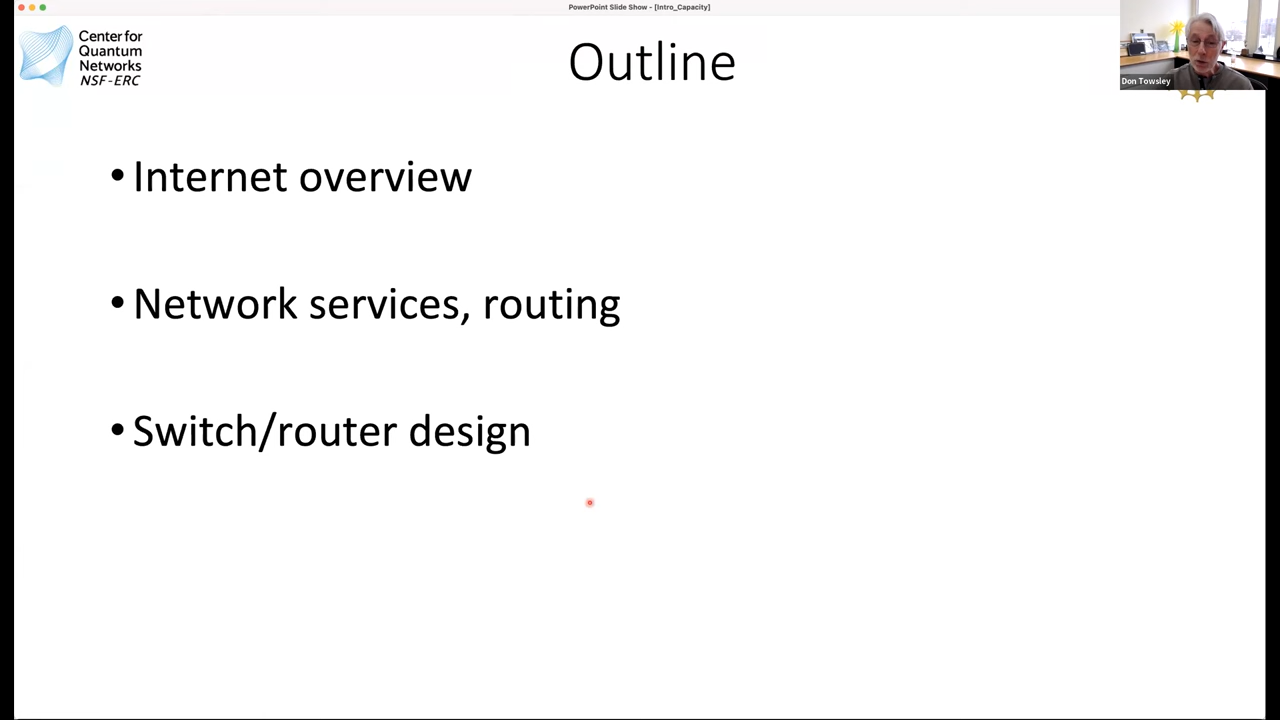 PowerPoint Slide Show - [Intro_Capacity]
Center for
Quantum
Networks
NSF-ERC
Outline
Don Towsley
• Internet overview
• Network services, routing
• Switch/router design